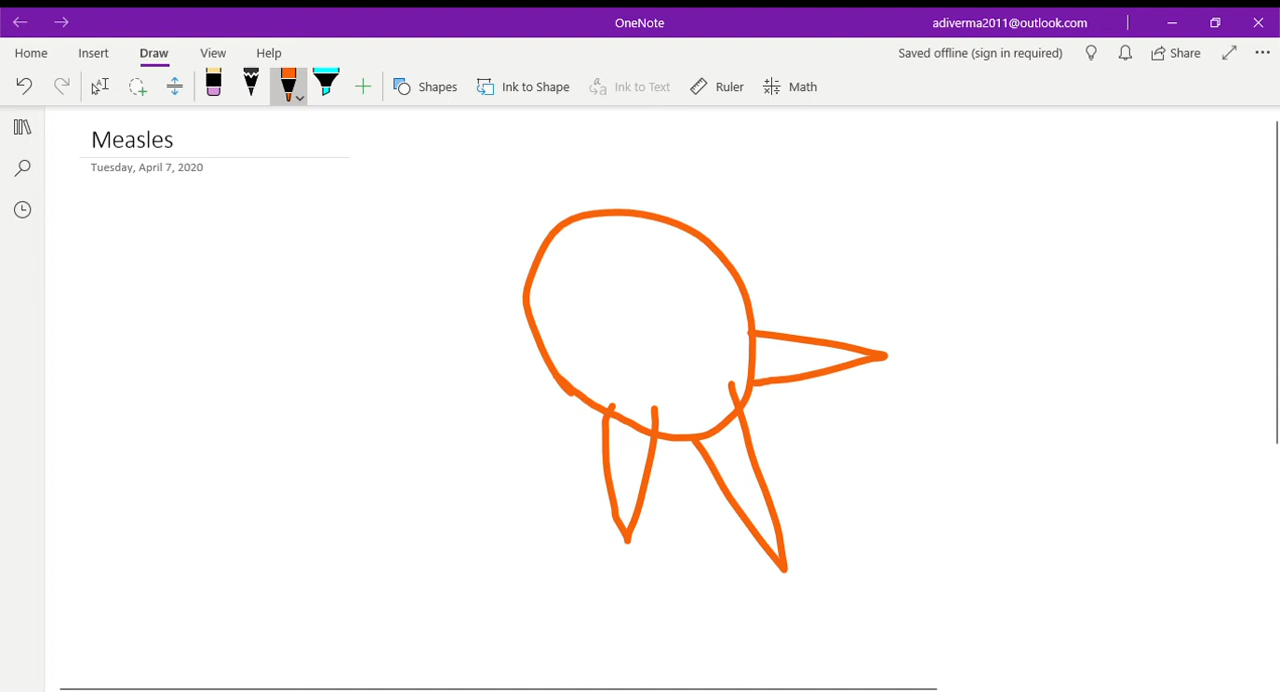 OneNote
adiverma2011@outlook.com
Home Insert Draw View Help
Saved offline (sign in required) Share
Shapes Ink to Shape Ink to Text Ruler Math
Measles
Tuesday, April 7, 2020